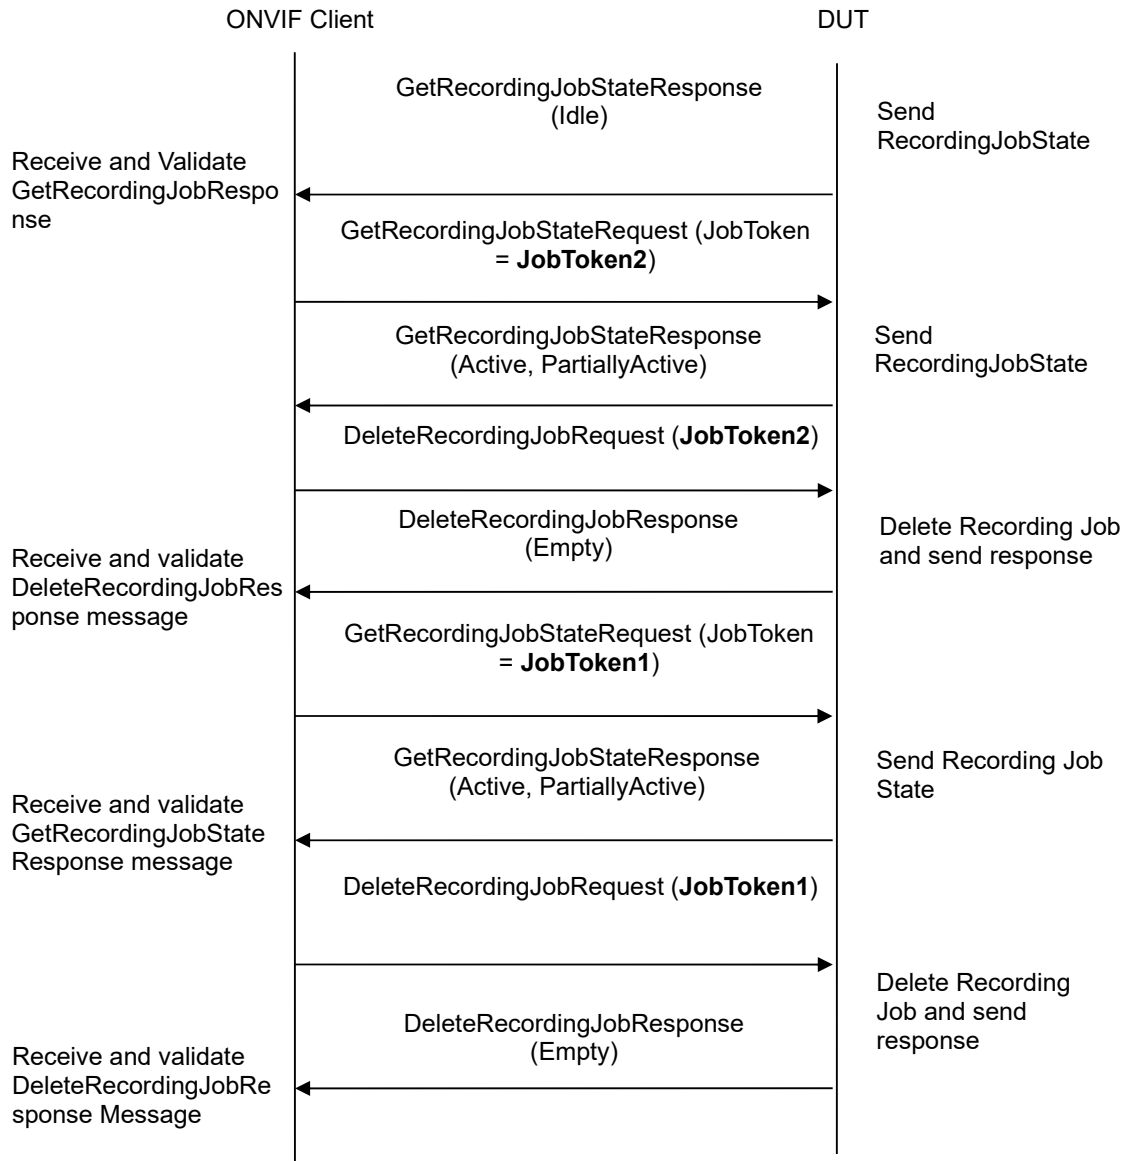 ONVIF Client
DUT
GetRecordingJobStateResponse
(Idle)
Send
RecordingJobState
Receive and Validate
GetRecordingJobRespo
nse
GetRecordingJobStateRequest (JobToken
= JobToken2)
GetRecordingJobStateResponse
(Active, PartiallyActive)
Send
RecordingJobState
DeleteRecordingJobRequest (JobToken2)
DeleteRecordingJobResponse
(Empty)
Delete Recording Job
and send response
Receive and validate
DeleteRecordingJobRes
ponse message
GetRecordingJobStateRequest (JobToken
= JobToken1)
GetRecordingJobStateResponse
(Active, PartiallyActive)
Send Recording Job
State
Receive and validate
GetRecordingJobState
Response message
DeleteRecordingJobRequest (JobToken1)
Delete Recording
Job and send
response
DeleteRecordingJobResponse
(Empty)
Receive and validate
DeleteRecordingJobRe
sponse Message